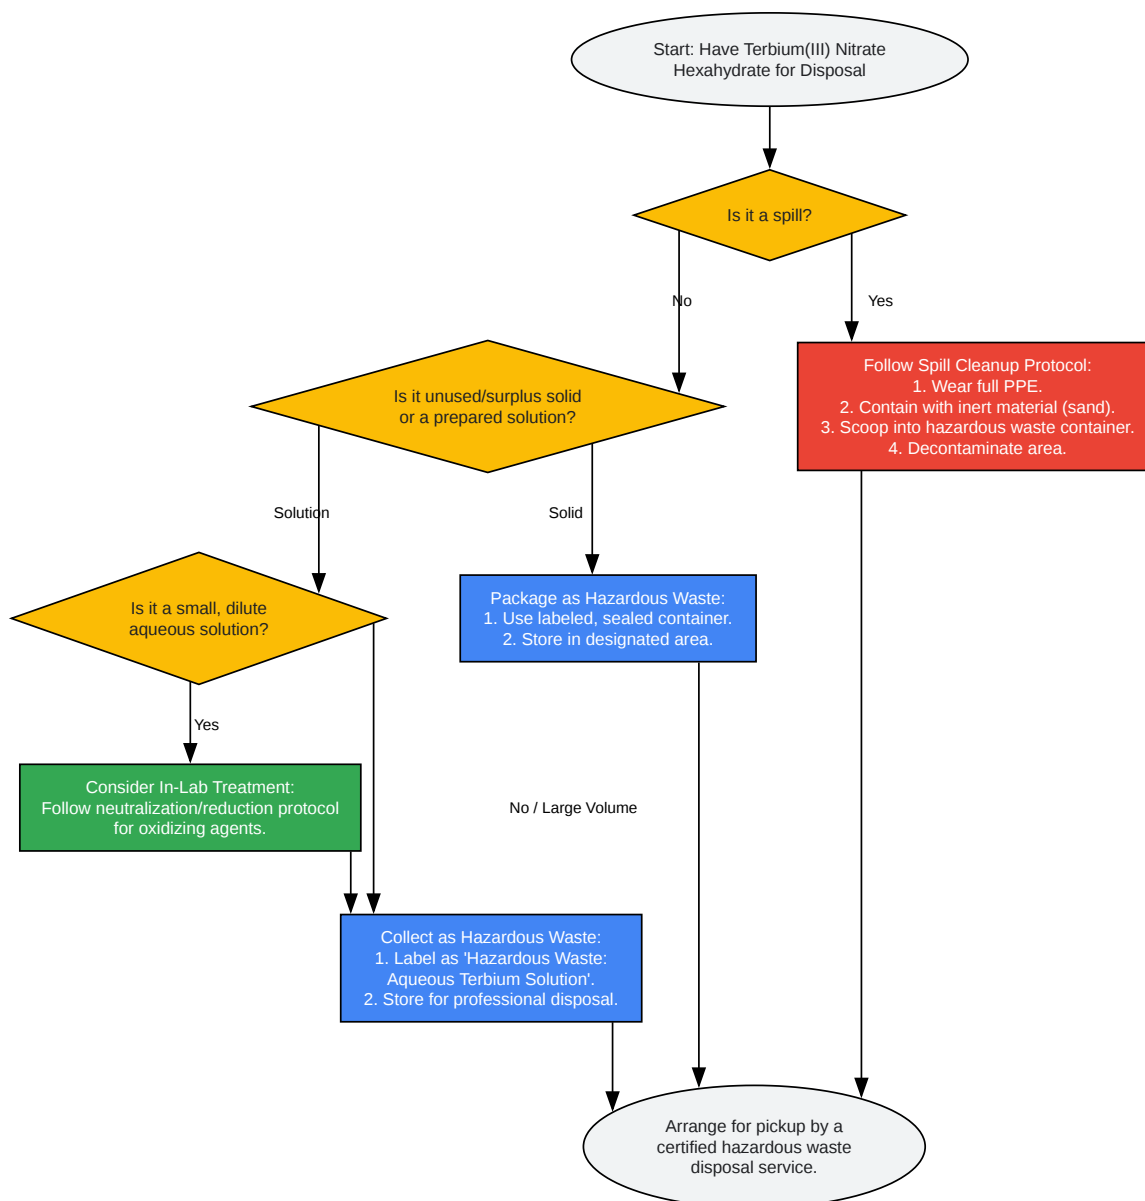 Start: Have Terbium(III) Nitrate
Hexahydrate for Disposal
Is it a spill?
No
Yes
Follow Spill Cleanup Protocol:
1. Wear full PPE.
2. Contain with inert material (sand).
3. Scoop into hazardous waste container.
4. Decontaminate area.
Is it unused/surplus solid
or a prepared solution?
Solution
Solid
Is it a small, dilute
aqueous solution?
Package as Hazardous Waste:
1. Use labeled, sealed container.
2. Store in designated area.
Yes
Consider In-Lab Treatment:
Follow neutralization/reduction protocol
for oxidizing agents.
No / Large Volume
Collect as Hazardous Waste:
1. Label as 'Hazardous Waste:
Aqueous Terbium Solution'.
2. Store for professional disposal.
Arrange for pickup by a
certified hazardous waste
disposal service.